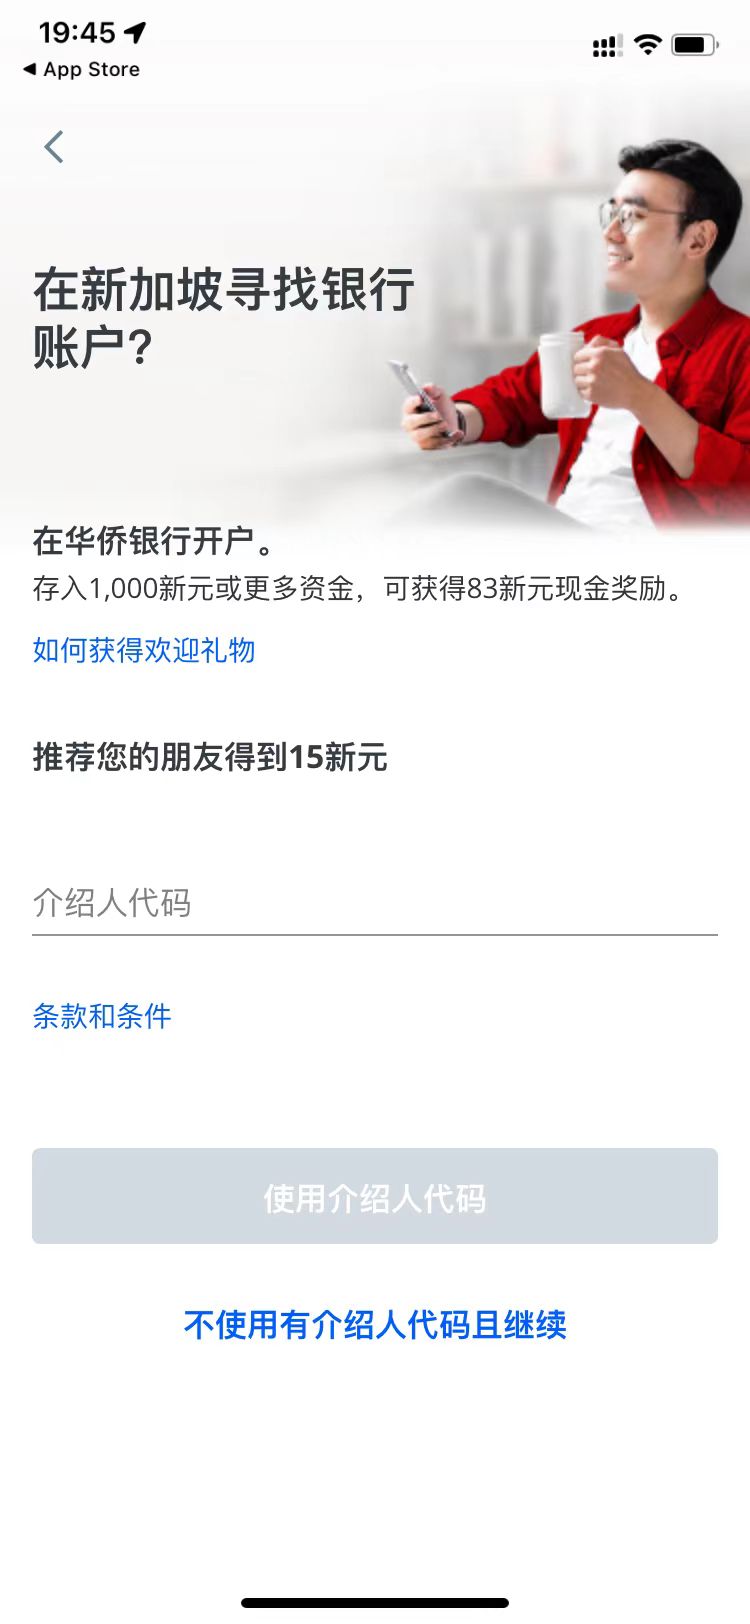 19:45
◀ App Store
在新加坡寻找银行
账户?
在华侨银行开户。
存入1,000新元或更多资金，可获得83新元现金奖励。
如何获得欢迎礼物
推荐您的朋友得到15新元
介绍人代码
条款和条件
使用介绍人代码
不使用有介绍人代码且继续